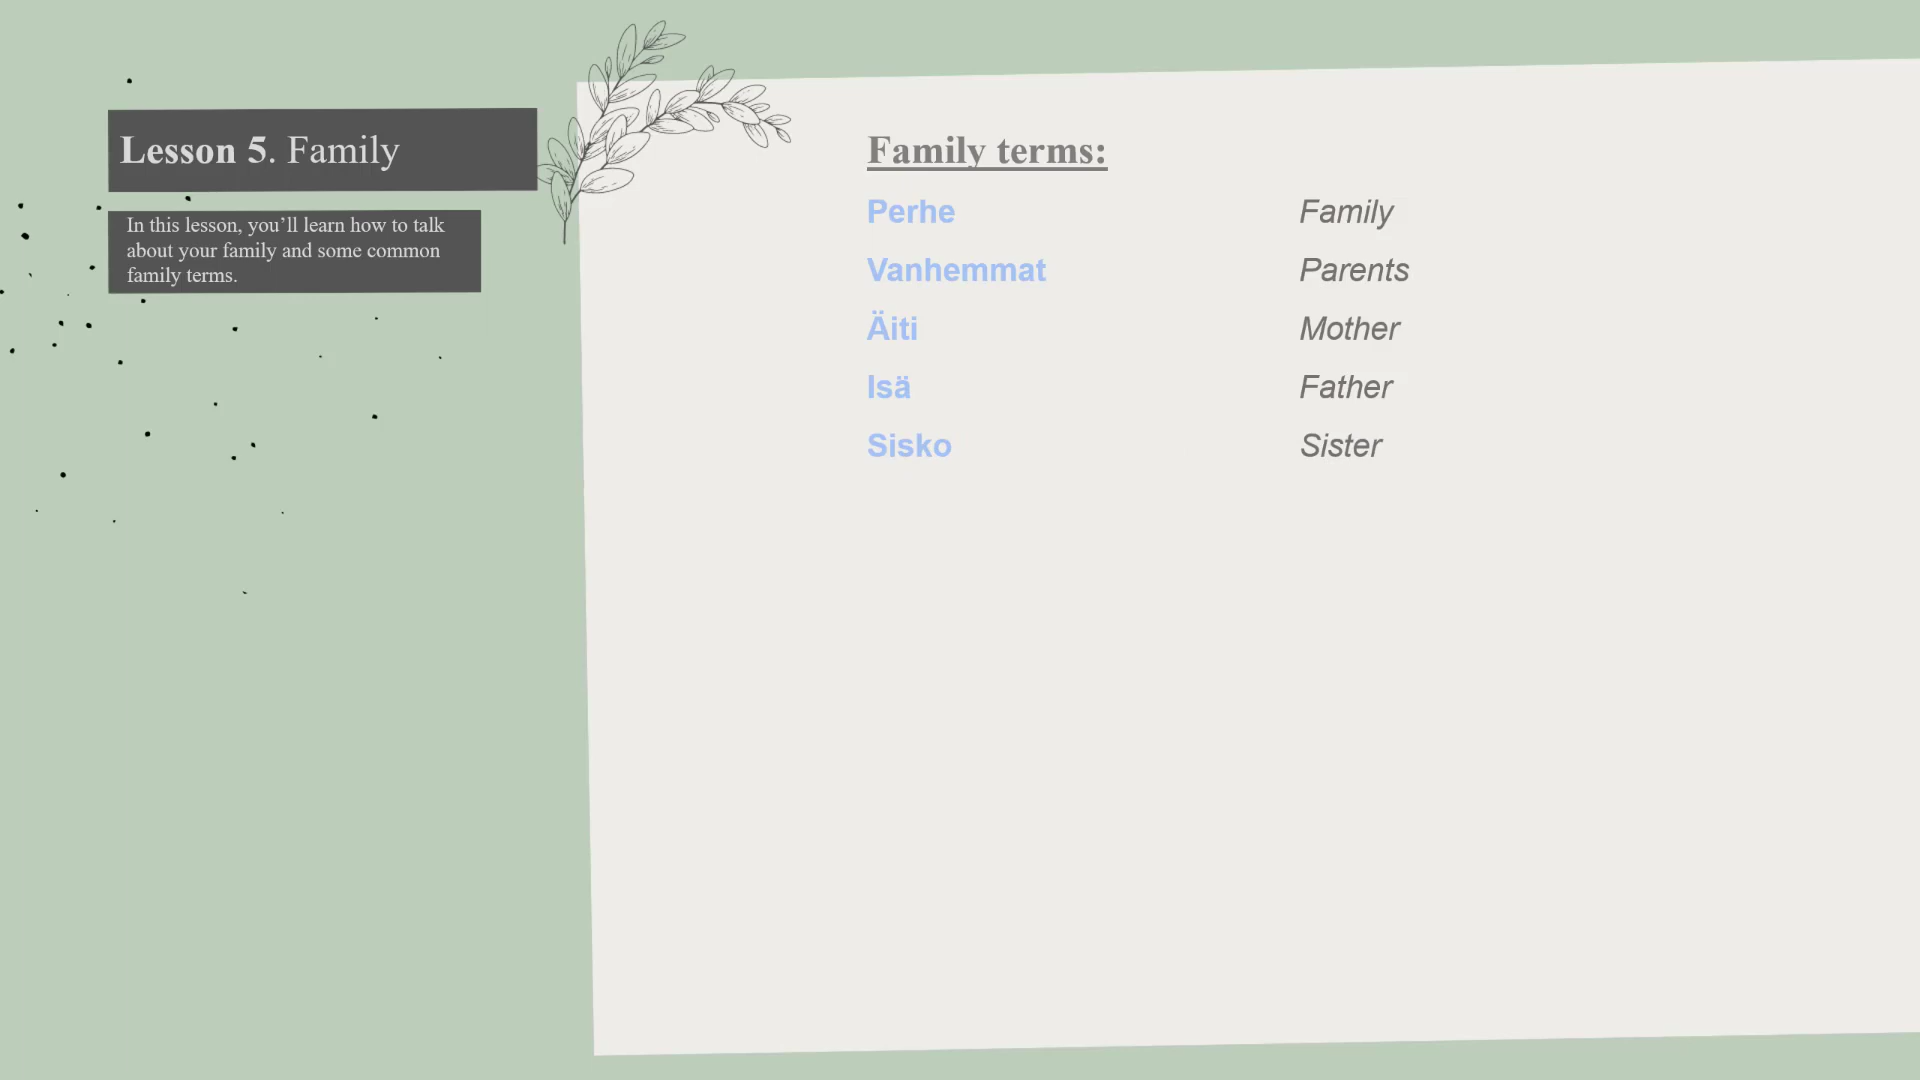 Lesson 5. Family
In this lesson, you’ll learn how to talk
about your family and some common
family terms.
Family terms:
Perhe Family
Vanhemmat Parents
Äiti Mother
Isä Father
Sisko Sister